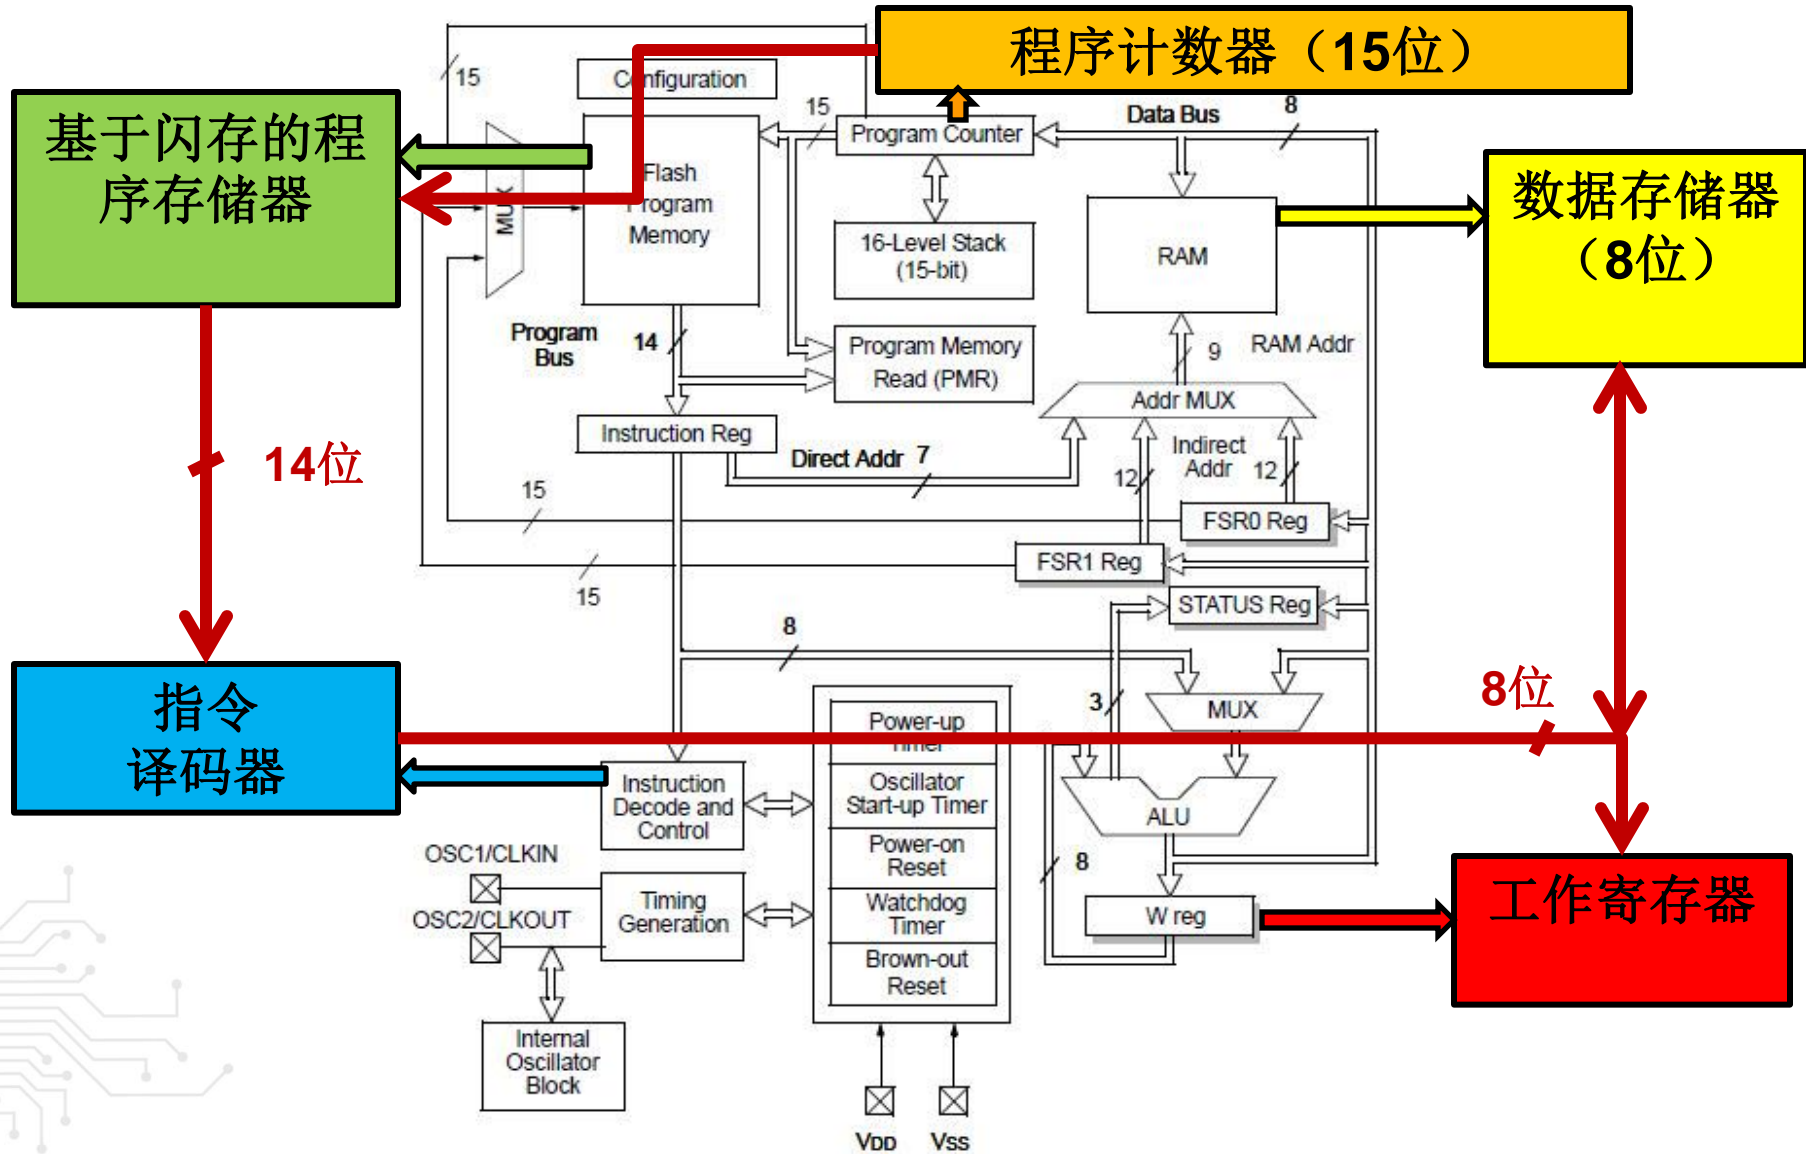 程序计数器（15位）
15
Configuration
基于闪存的程
序存储器
15
Program Counter
Data Bus
8
数据存储器
（8位）
MUX
Flash
Program
Memory
16-Level Stack
(15-bit)
RAM
Program
Bus
14
Program Memory
Read (PMR)
9
RAM Addr
Addr MUX
Instruction Reg
Direct Addr
7
Indirect
Addr
12
12
14位
15
FSR0 Reg
FSR1 Reg
15
STATUS Reg
8
指令
译码器
3
MUX
8位
Power-up
Timer
Instruction
Decode and
Control
Oscillator
Start-up Timer
ALU
OSC1/CLKIN
Power-on
Reset
8
工作寄存器
OSC2/CLKOUT
Timing
Generation
Watchdog
Timer
W reg
Brown-out
Reset
Internal
Oscillator
Block
VDD
VSS